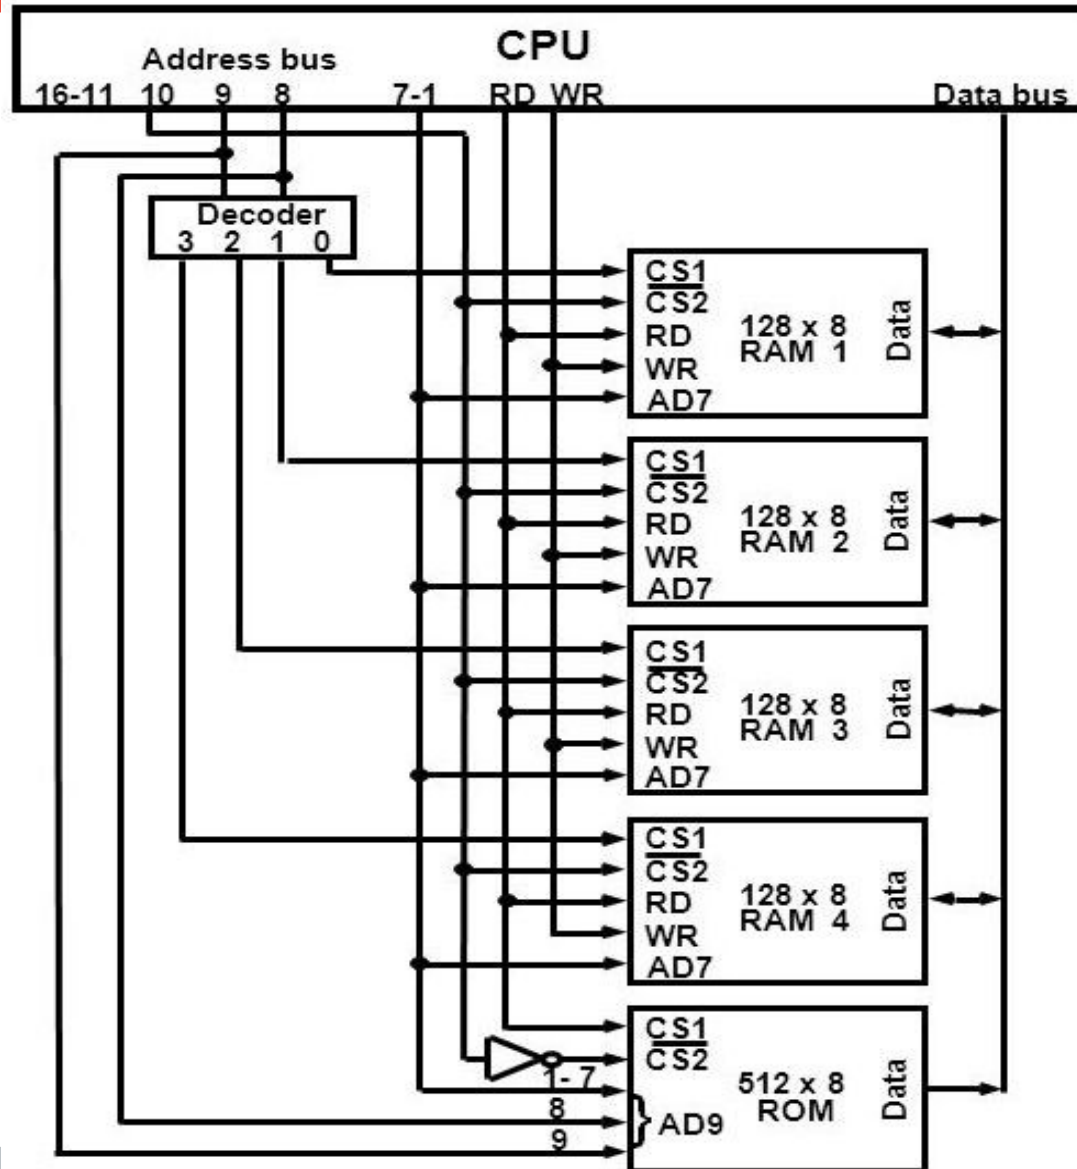 CPU
Address bus
16-11 10 9 8 7-1 RD WR Data bus
Decoder
3 2 1 0
CS1
CS2
RD
WR
AD7
128 x 8
RAM 1
Data
CS1
CS2
RD
WR
AD7
128 x 8
RAM 2
Data
CS1
CS2
RD
WR
AD7
128 x 8
RAM 3
Data
CS1
CS2
RD
WR
AD7
128 x 8
RAM 4
Data
CS1
CS2
1- 7
8
9
} AD9
512 x 8
ROM
Data